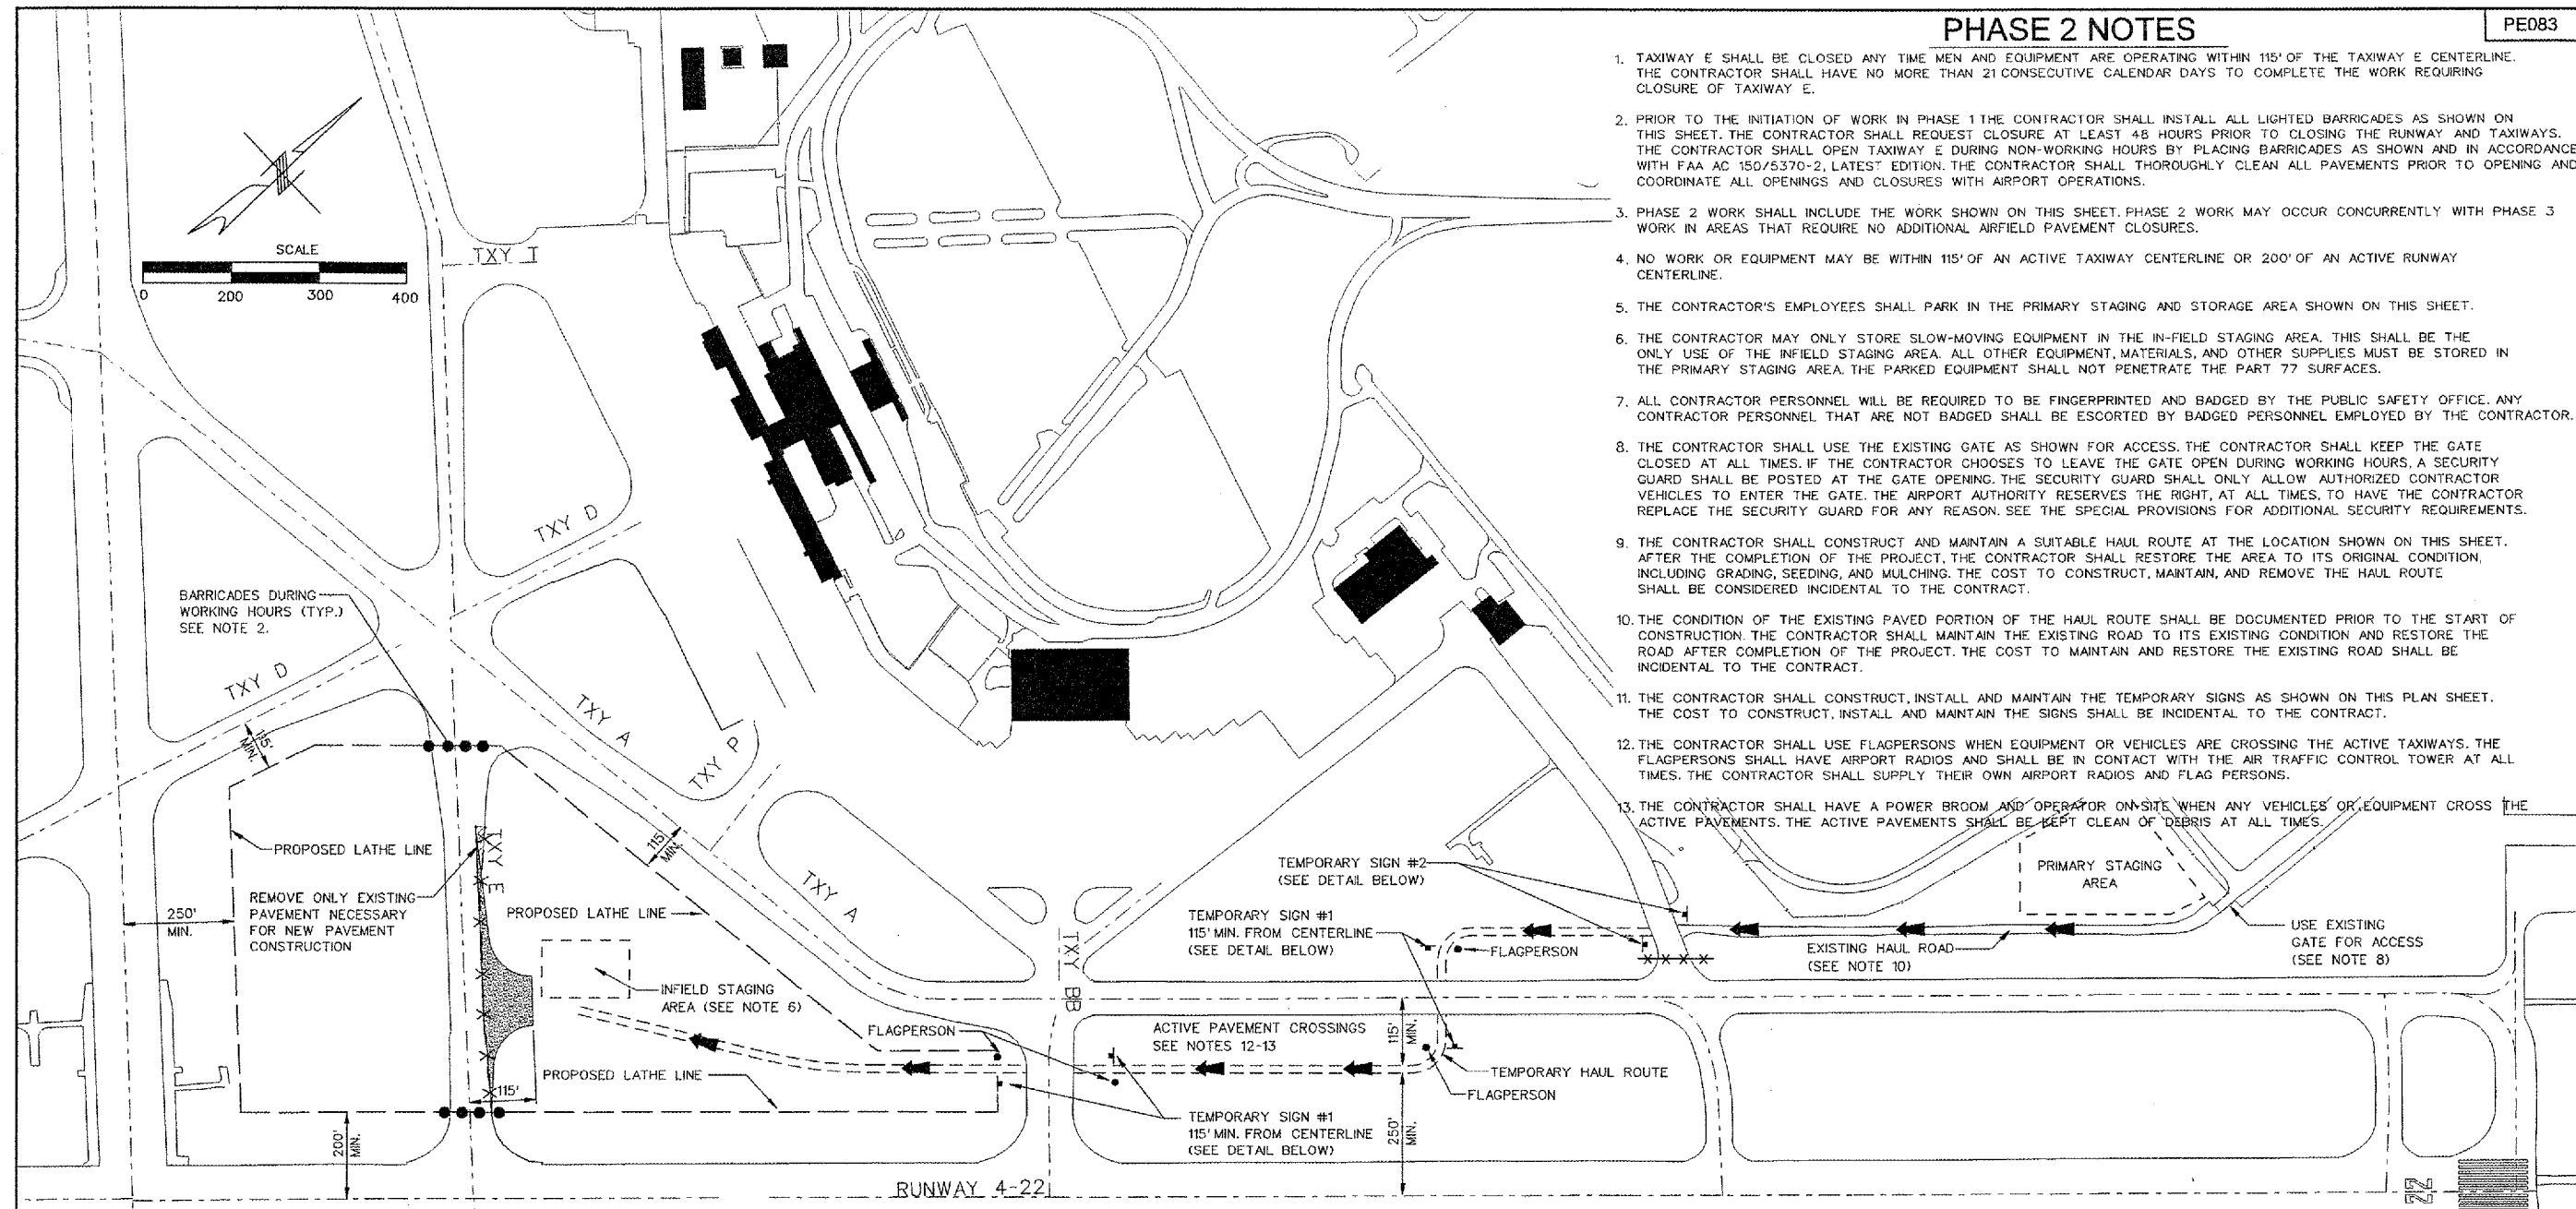 PHASE 2 NOTES
PE083
1. TAXIWAY E SHALL BE CLOSED ANY TIME MEN AND EQUIPMENT ARE OPERATING WITHIN 115' OF THE TAXIWAY E CENTERLINE.
THE CONTRACTOR SHALL HAVE NO MORE THAN 21 CONSECUTIVE CALENDAR DAYS TO COMPLETE THE WORK REQUIRING
CLOSURE OF TAXIWAY E.
2. PRIOR TO THE INITIATION OF WORK IN PHASE 1 THE CONTRACTOR SHALL INSTALL ALL LIGHTED BARRICADES AS SHOWN ON
THIS SHEET. THE CONTRACTOR SHALL REQUEST CLOSURE AT LEAST 48 HOURS PRIOR TO CLOSING THE RUNWAY AND TAXIWAYS.
THE CONTRACTOR SHALL OPEN TAXIWAY E DURING NON-WORKING HOURS BY PLACING BARRICADES AS SHOWN AND IN ACCORDANCE
WITH FAA AC 150/5370-2, LATEST EDITION. THE CONTRACTOR SHALL THOROUGHLY CLEAN ALL PAVEMENTS PRIOR TO OPENING AND
COORDINATE ALL OPENINGS AND CLOSURES WITH AIRPORT OPERATIONS.
3. PHASE 2 WORK SHALL INCLUDE THE WORK SHOWN ON THIS SHEET. PHASE 2 WORK MAY OCCUR CONCURRENTLY WITH PHASE 3
WORK IN AREAS THAT REQUIRE NO ADDITIONAL AIRFIELD PAVEMENT CLOSURES.
4. NO WORK OR EQUIPMENT MAY BE WITHIN 115' OF AN ACTIVE TAXIWAY CENTERLINE OR 200' OF AN ACTIVE RUNWAY
CENTERLINE.
5. THE CONTRACTOR'S EMPLOYEES SHALL PARK IN THE PRIMARY STAGING AND STORAGE AREA SHOWN ON THIS SHEET.
6. THE CONTRACTOR MAY ONLY STORE SLOW-MOVING EQUIPMENT IN THE IN-FIELD STAGING AREA. THIS SHALL BE THE
ONLY USE OF THE INFIELD STAGING AREA. ALL OTHER EQUIPMENT, MATERIALS, AND OTHER SUPPLIES MUST BE STORED IN
THE PRIMARY STAGING AREA. THE PARKED EQUIPMENT SHALL NOT PENETRATE THE PART 77 SURFACES.
7. ALL CONTRACTOR PERSONNEL WILL BE REQUIRED TO BE FINGERPRINTED AND BADGED BY THE PUBLIC SAFETY OFFICE. ANY
CONTRACTOR PERSONNEL THAT ARE NOT BADGED SHALL BE ESCORTED BY BADGED PERSONNEL EMPLOYED BY THE CONTRACTOR.
8. THE CONTRACTOR SHALL USE THE EXISTING GATE AS SHOWN FOR ACCESS. THE CONTRACTOR SHALL KEEP THE GATE
CLOSED AT ALL TIMES. IF THE CONTRACTOR CHOOSES TO LEAVE THE GATE OPEN DURING WORKING HOURS, A SECURITY
GUARD SHALL BE POSTED AT THE GATE OPENING. THE SECURITY GUARD SHALL ONLY ALLOW AUTHORIZED CONTRACTOR
VEHICLES TO ENTER THE GATE. THE AIRPORT AUTHORITY RESERVES THE RIGHT, AT ALL TIMES, TO HAVE THE CONTRACTOR
REPLACE THE SECURITY GUARD FOR ANY REASON. SEE THE SPECIAL PROVISIONS FOR ADDITIONAL SECURITY REQUIREMENTS.
9. THE CONTRACTOR SHALL CONSTRUCT AND MAINTAIN A SUITABLE HAUL ROUTE AT THE LOCATION SHOWN ON THIS SHEET.
AFTER THE COMPLETION OF THE PROJECT, THE CONTRACTOR SHALL RESTORE THE AREA TO ITS ORIGINAL CONDITION,
INCLUDING GRADING, SEEDING, AND MULCHING. THE COST TO CONSTRUCT, MAINTAIN, AND REMOVE THE HAUL ROUTE
SHALL BE CONSIDERED INCIDENTAL TO THE CONTRACT.
10. THE CONDITION OF THE EXISTING PAVED PORTION OF THE HAUL ROUTE SHALL BE DOCUMENTED PRIOR TO THE START OF
CONSTRUCTION. THE CONTRACTOR SHALL MAINTAIN THE EXISTING ROAD TO ITS EXISTING CONDITION AND RESTORE THE
ROAD AFTER COMPLETION OF THE PROJECT. THE COST TO MAINTAIN AND RESTORE THE EXISTING ROAD SHALL BE
INCIDENTAL TO THE CONTRACT.
11. THE CONTRACTOR SHALL CONSTRUCT, INSTALL AND MAINTAIN THE TEMPORARY SIGNS AS SHOWN ON THIS PLAN SHEET.
THE COST TO CONSTRUCT, INSTALL AND MAINTAIN THE SIGNS SHALL BE INCIDENTAL TO THE CONTRACT.
12. THE CONTRACTOR SHALL USE FLAGPERSONS WHEN EQUIPMENT OR VEHICLES ARE CROSSING THE ACTIVE TAXIWAYS. THE
FLAGPERSONS SHALL HAVE AIRPORT RADIOS AND SHALL BE IN CONTACT WITH THE AIR TRAFFIC CONTROL TOWER AT ALL
TIMES. THE CONTRACTOR SHALL SUPPLY THEIR OWN AIRPORT RADIOS AND FLAG PERSONS.
13. THE CONTRACTOR SHALL HAVE A POWER BROOM AND OPERATOR ON-SITE WHEN ANY VEHICLES OR EQUIPMENT CROSS THE
ACTIVE PAVEMENTS. THE ACTIVE PAVEMENTS SHALL BE KEPT CLEAN OF DEBRIS AT ALL TIMES.
SCALE
0 200 300 400
TXY I
TXY D
BARRICADES DURING
WORKING HOURS (TYP.)
SEE NOTE 2.
TXY D
TXY A
TXY P
115'
MIN.
PROPOSED LATHE LINE
TXY E
115'
MIN.
TXY A
REMOVE ONLY EXISTING
PAVEMENT NECESSARY
FOR NEW PAVEMENT
CONSTRUCTION
250'
MIN.
PROPOSED LATHE LINE
INFIELD STAGING
AREA (SEE NOTE 6)
FLAGPERSON
PROPOSED LATHE LINE
115'
200'
MIN.
TXY BB
TEMPORARY SIGN #2
(SEE DETAIL BELOW)
TEMPORARY SIGN #1
115' MIN. FROM CENTERLINE
(SEE DETAIL BELOW)
FLAGPERSON
PRIMARY STAGING
AREA
EXISTING HAUL ROAD
(SEE NOTE 10)
USE EXISTING
GATE FOR ACCESS
(SEE NOTE 8)
ACTIVE PAVEMENT CROSSINGS
SEE NOTES 12-13
115'
MIN.
TEMPORARY HAUL ROUTE
FLAGPERSON
TEMPORARY SIGN #1
115' MIN. FROM CENTERLINE
(SEE DETAIL BELOW)
250'
MIN.
RUNWAY 4-22
22